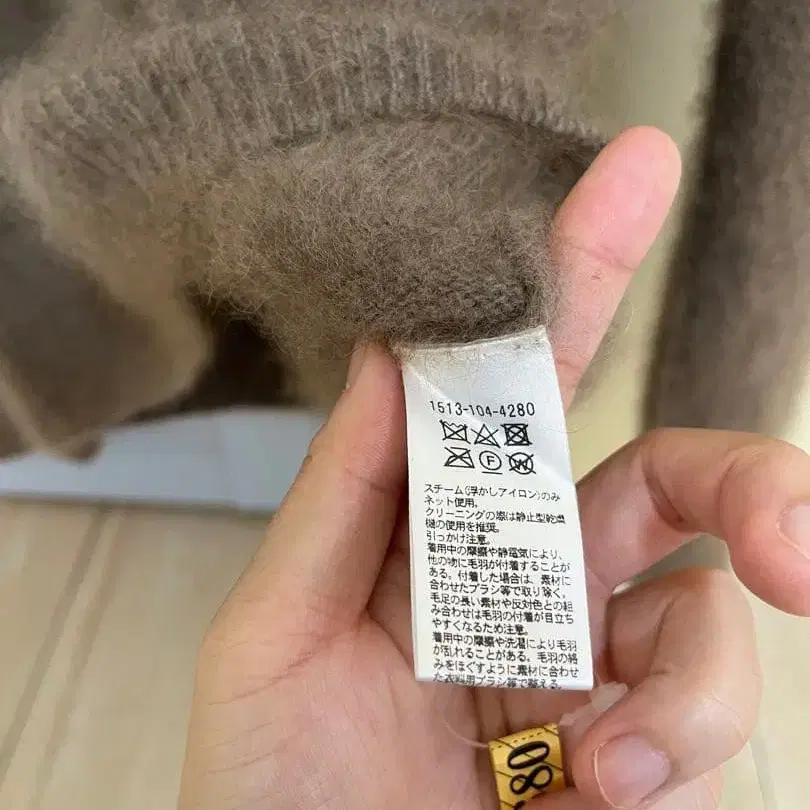 1513-104-4280
F W
スチーム(浮かしアイロン)のみ
ネット使用。
クリーニングの際は静止型乾燥
機の使用を推奨。
引っかけ注意。
着用中の摩擦や静電気により、
他の物に毛羽が付着することが
ある。付着した場合は、素材に
合わせたブラシ等で取り除く。
毛足の長い素材や反対色との組
み合わせは毛羽の付着が目立ち
やすくなるため注意。
着用中の摩擦や洗濯により毛羽
が乱れることがある。毛羽の絡
みをほぐすように素材に合わせ
た衣料用ブラシ等で整える。
080